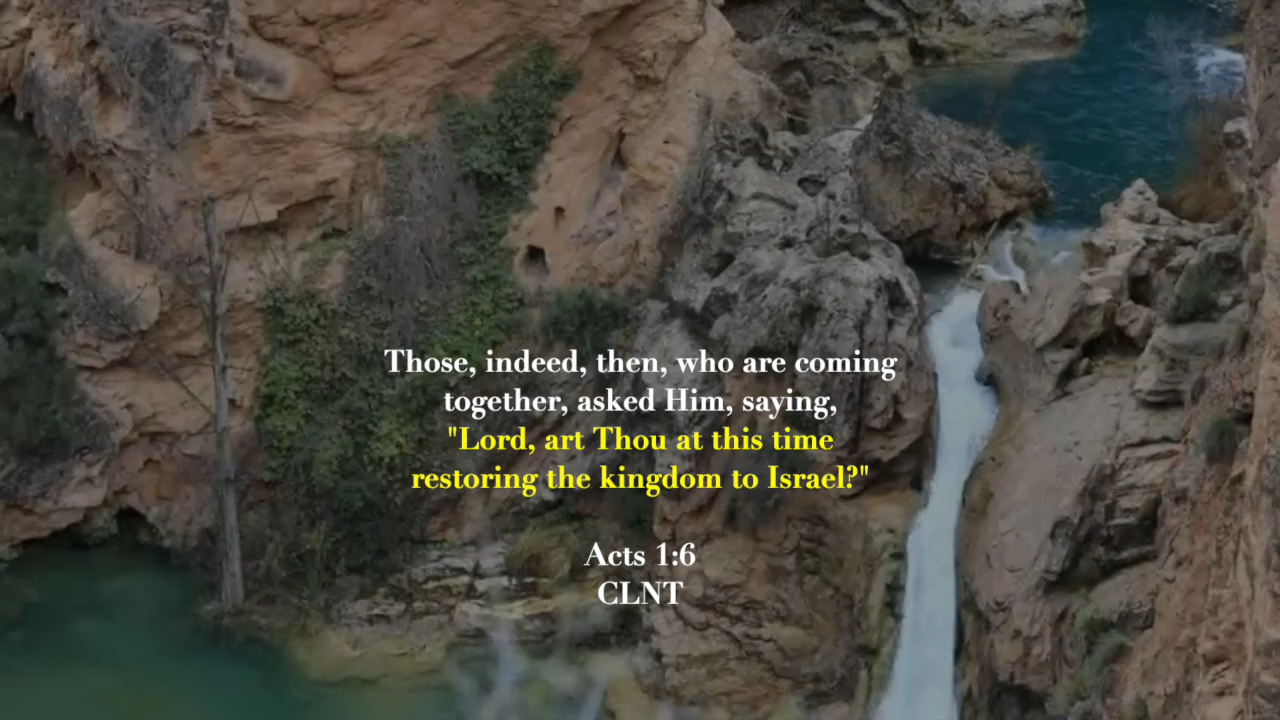 Those, indeed, then, who are coming
together, asked Him, saying,
"Lord, art Thou at this time
restoring the kingdom to Israel?"
Acts 1:6
CLNT